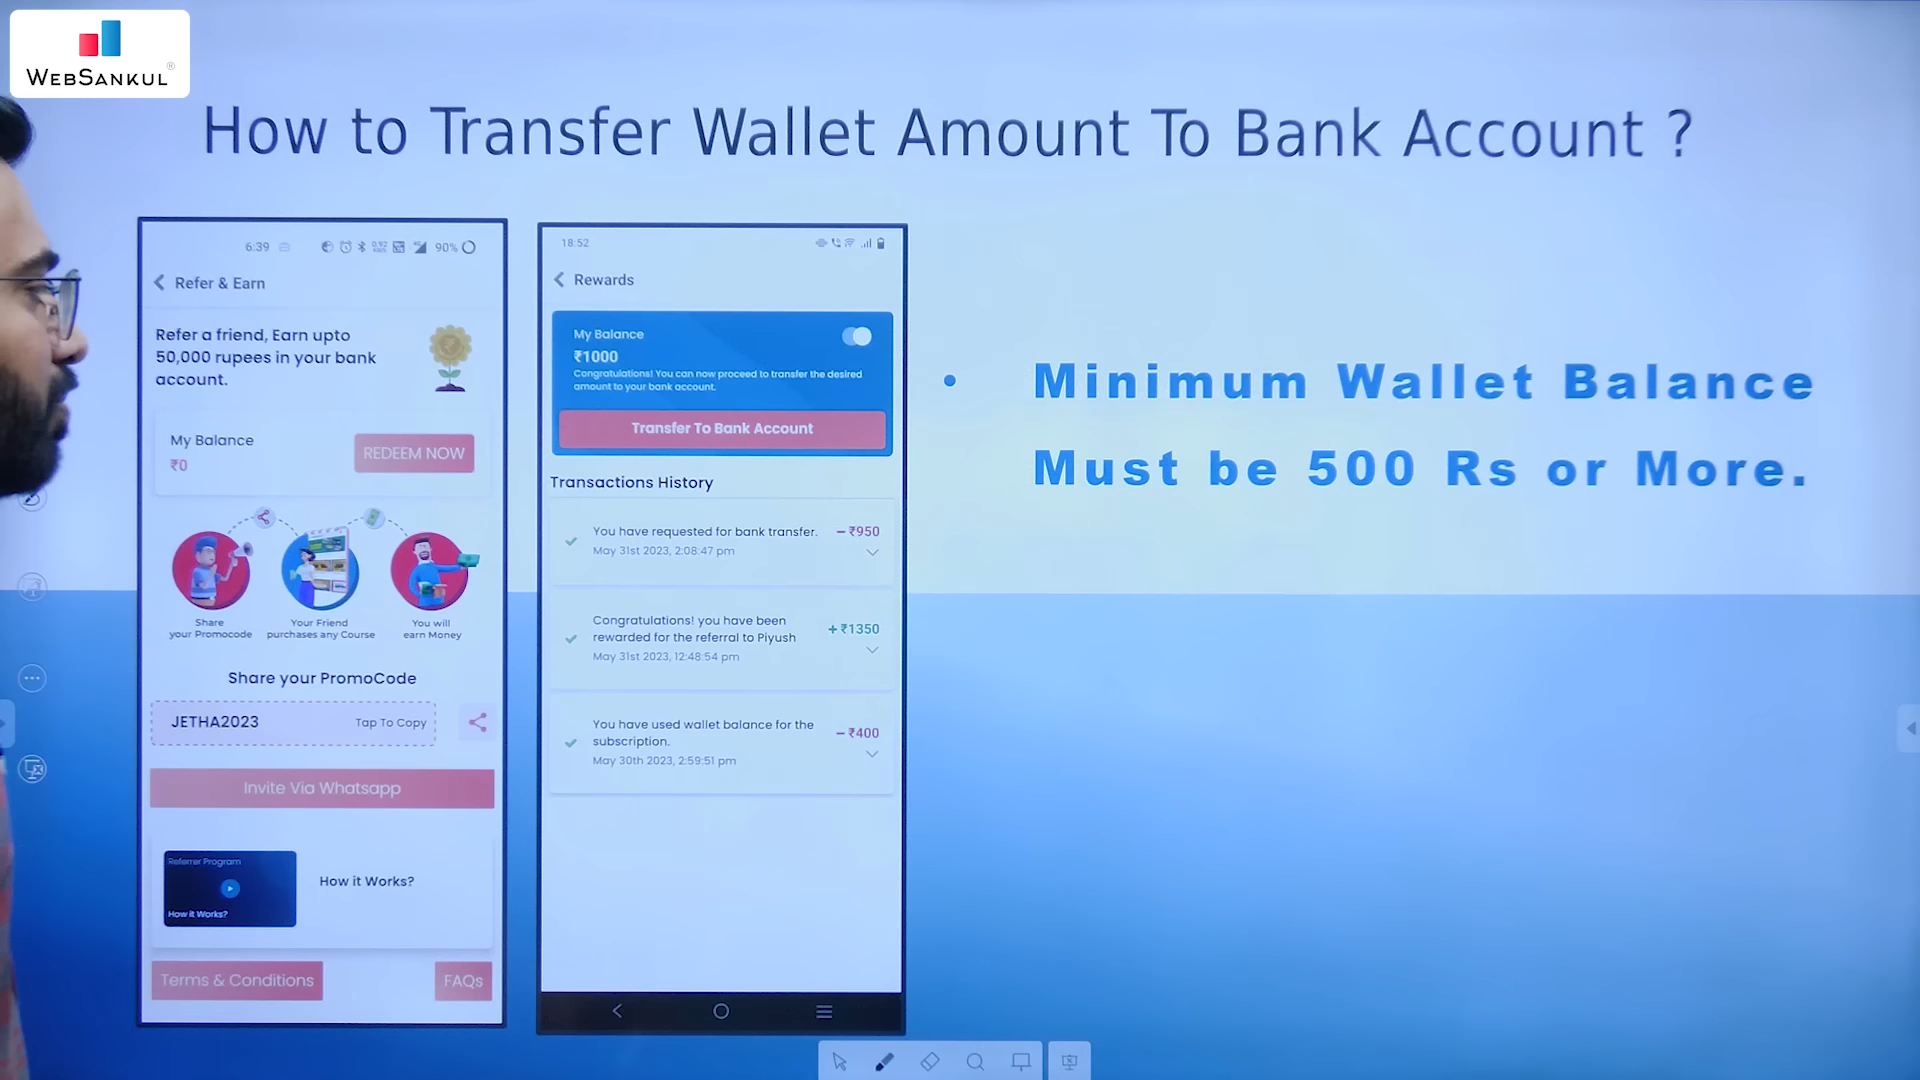 WEBSANKUL®
How to Transfer Wallet Amount To Bank Account ?
6:39
90%
Refer & Earn
Refer a friend, Earn upto
50,000 rupees in your bank
account.
My Balance
₹0
REDEEM NOW
Share
your Promocode
Your Friend
purchases any Course
You will
earn Money
Share your PromoCode
JETHA2023
Tap To Copy
Invite Via Whatsapp
Referrer Program
How it Works?
How it Works?
Terms & Conditions
FAQs
18:52
Rewards
My Balance
₹1000
Congratulations! You can now proceed to transfer the desired
amount to your bank account.
Transfer To Bank Account
Transactions History
You have requested for bank transfer.
-₹950
May 31st 2023, 2:08:47 pm
Congratulations! you have been
rewarded for the referral to Piyush
+₹1350
May 31st 2023, 12:48:54 pm
You have used wallet balance for the
subscription.
-₹400
May 30th 2023, 2:59:51 pm
• Minimum Wallet Balance
Must be 500 Rs or More.